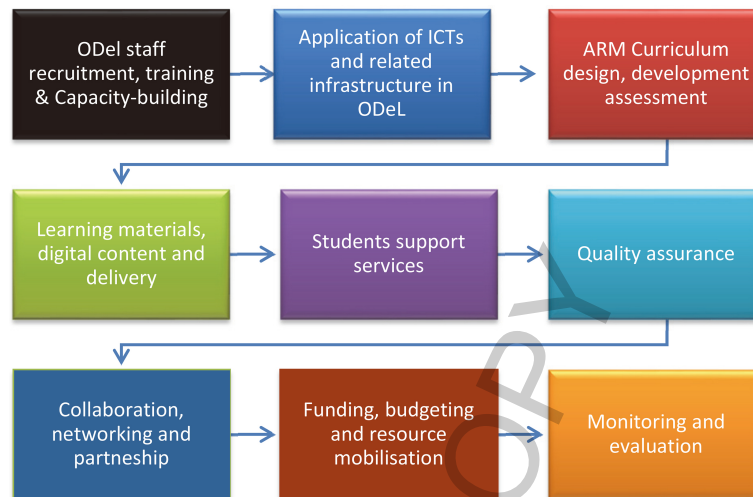 ODel staff
recruitment, training
& Capacity-building
Application of ICTs
and related
infrastructure in
ODeL
ARM Curriculum
design, development
assessment
Learning materials,
digital content and
delivery
Students support
services
Quality assurance
Collaboration,
networking and
partneship
Funding, budgeting
and resource
mobilisation
Monitoring and
evaluation
OPY